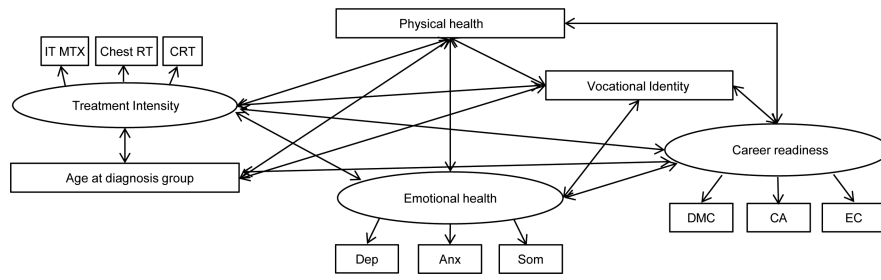 Physical health
IT MTX
Chest RT
CRT
Vocational Identity
Treatment Intensity
Career readiness
Age at diagnosis group
Emotional health
DMC
CA
EC
Dep
Anx
Som